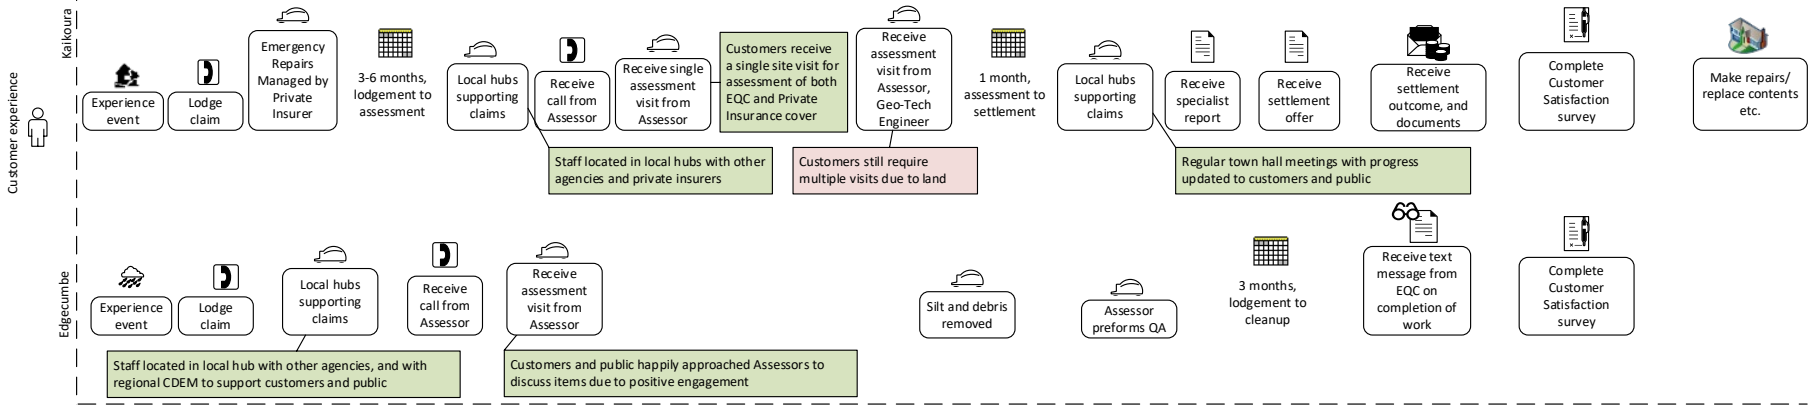 Customer experience
Kaikoura
Experience
event
Lodge
claim
Emergency
Repairs
Managed by
Private
Insurer
3-6 months,
lodgement to
assessment
Local hubs
supporting
claims
Receive
call from
Assessor
Receive single
assessment
visit from
Assessor
Customers receive
a single site visit for
assessment of both
EQC and Private
Insurance cover
Receive
assessment
visit from
Assessor,
Geo-Tech
Engineer
1 month,
assessment to
settlement
Local hubs
supporting
claims
Receive
specialist
report
Receive
settlement
offer
Receive
settlement
outcome, and
documents
Complete
Customer
Satisfaction
survey
Make repairs/
replace contents
etc.
Staff located in local hubs with other
agencies and private insurers
Customers still require
multiple visits due to land
Regular town hall meetings with progress
updated to customers and public
Edgecumbe
Experience
event
Lodge
claim
Local hubs
supporting
claims
Receive
call from
Assessor
Receive
assessment
visit from
Assessor
Silt and debris
removed
Assessor
preforms QA
3 months,
lodgement to
cleanup
Receive text
message from
EQC on
completion of
work
Complete
Customer
Satisfaction
survey
Staff located in local hub with other agencies, and with
regional CDEM to support customers and public
Customers and public happily approached Assessors to
discuss items due to positive engagement